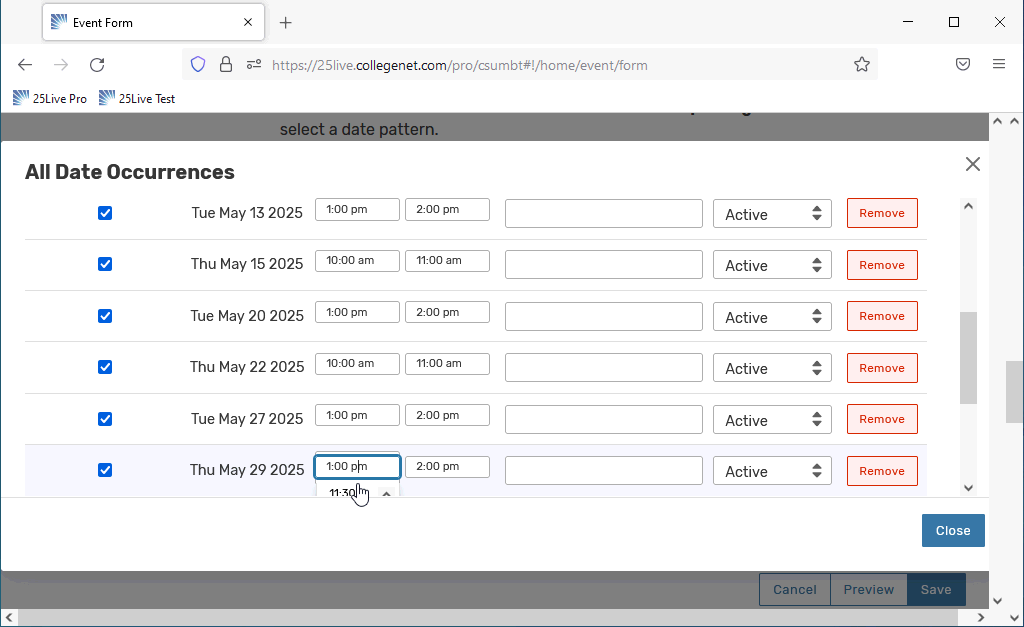 Event Form
https://25live.collegenet.com/pro/csumbt#!/home/event/form
25Live Pro 25Live Test
select a date pattern.
All Date Occurrences
Tue May 13 2025 1:00 pm 2:00 pm Active Remove
Thu May 15 2025 10:00 am 11:00 am Active Remove
Tue May 20 2025 1:00 pm 2:00 pm Active Remove
Thu May 22 2025 10:00 am 11:00 am Active Remove
Tue May 27 2025 1:00 pm 2:00 pm Active Remove
Thu May 29 2025 1:00 pm 2:00 pm Active Remove
11:30
Close
Cancel Preview Save